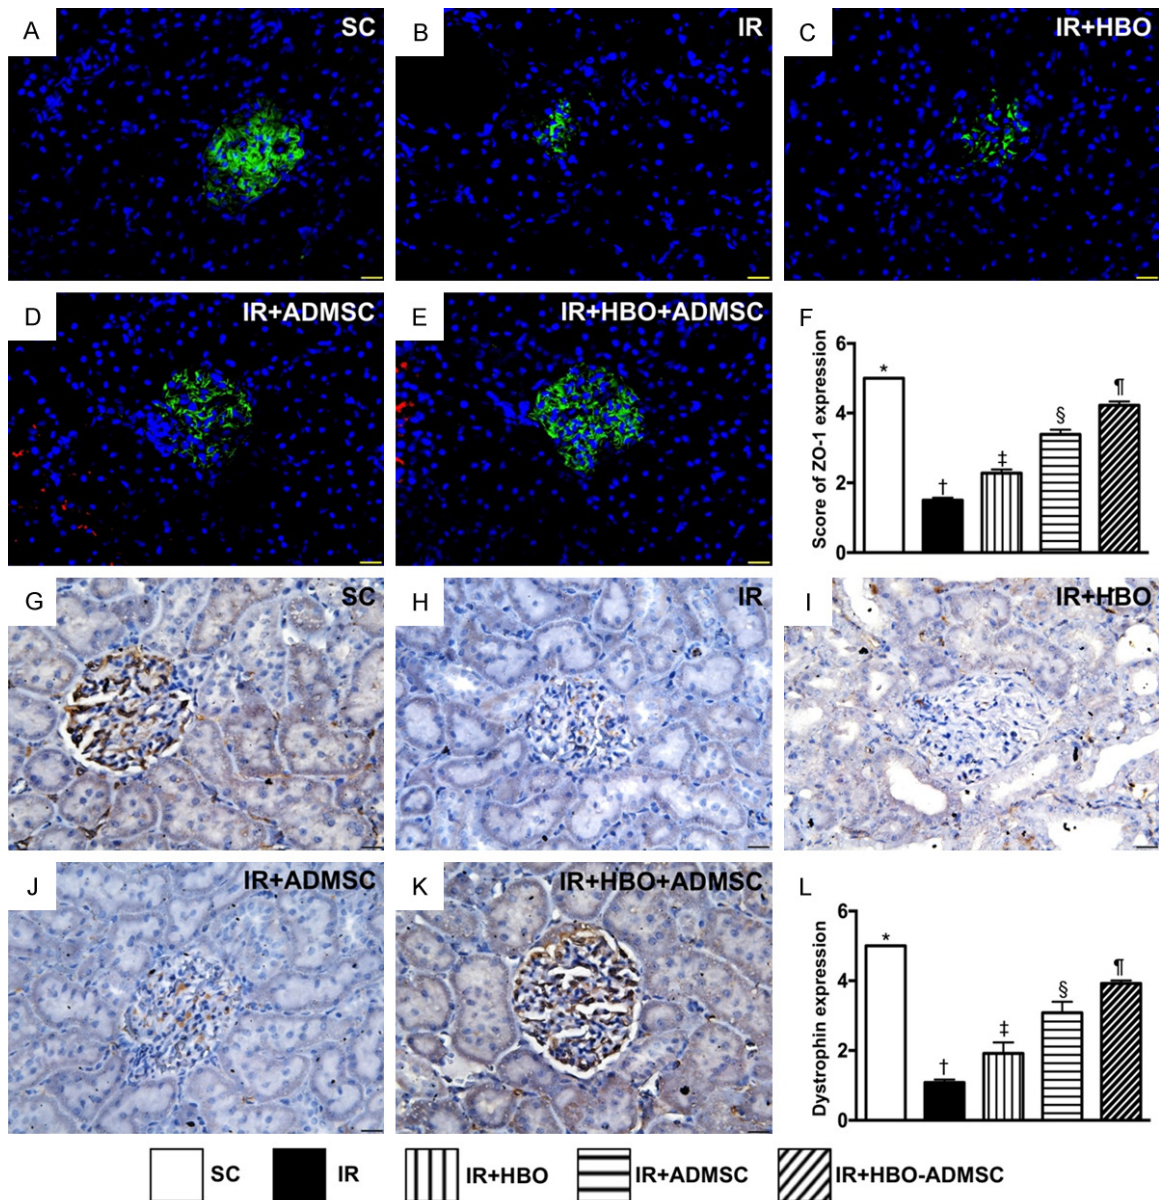 A SC
B IR
C IR+HBO
D IR+ADMSC
E IR+HBO+ADMSC
F
Score of ZO-1 expression
6
4
2
0
* † ‡ § ¶
G SC
H IR
I IR+HBO
J IR+ADMSC
K IR+HBO+ADMSC
L
Dystrophin expression
6
4
2
0
* † ‡ § ¶
SC IR IR+HBO IR+ADMSC IR+HBO-ADMSC